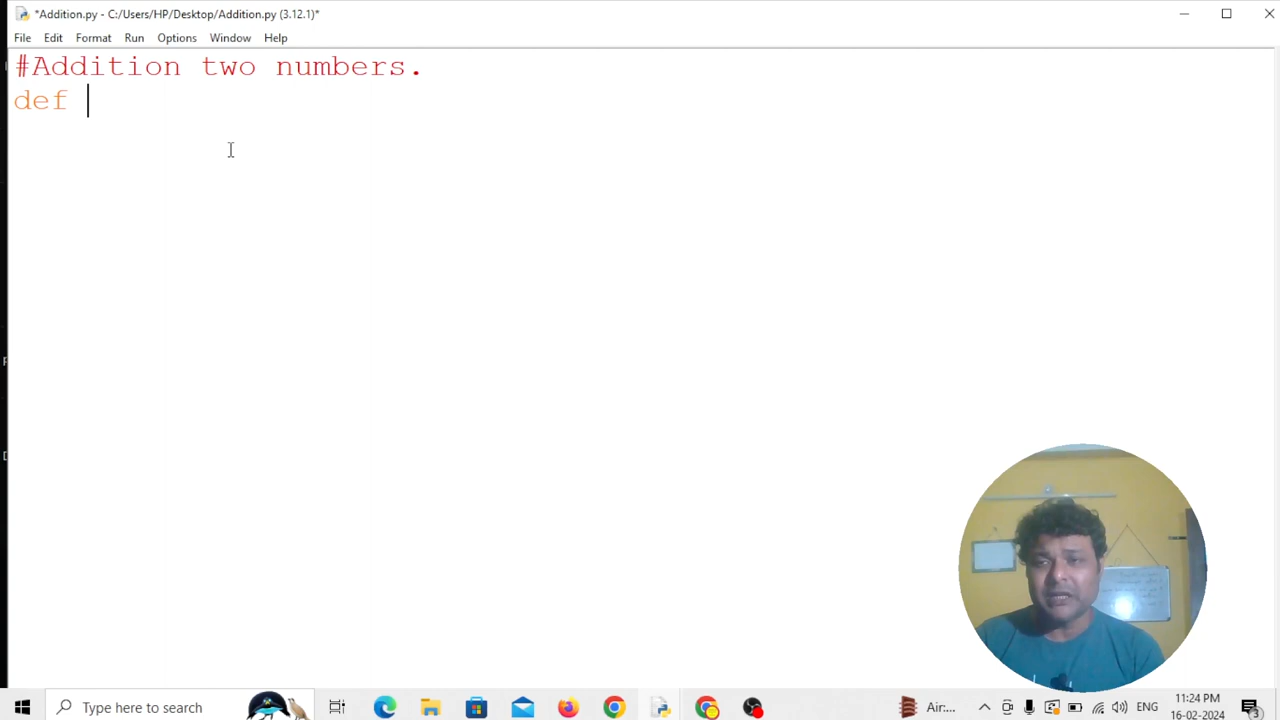 *Addition.py - C:/Users/HP/Desktop/Addition.py (3.12.1)*
File Edit Format Run Options Window Help
#Addition two numbers.
def
Type here to search
Air:...
ENG
11:24 PM
16-02-2024
3